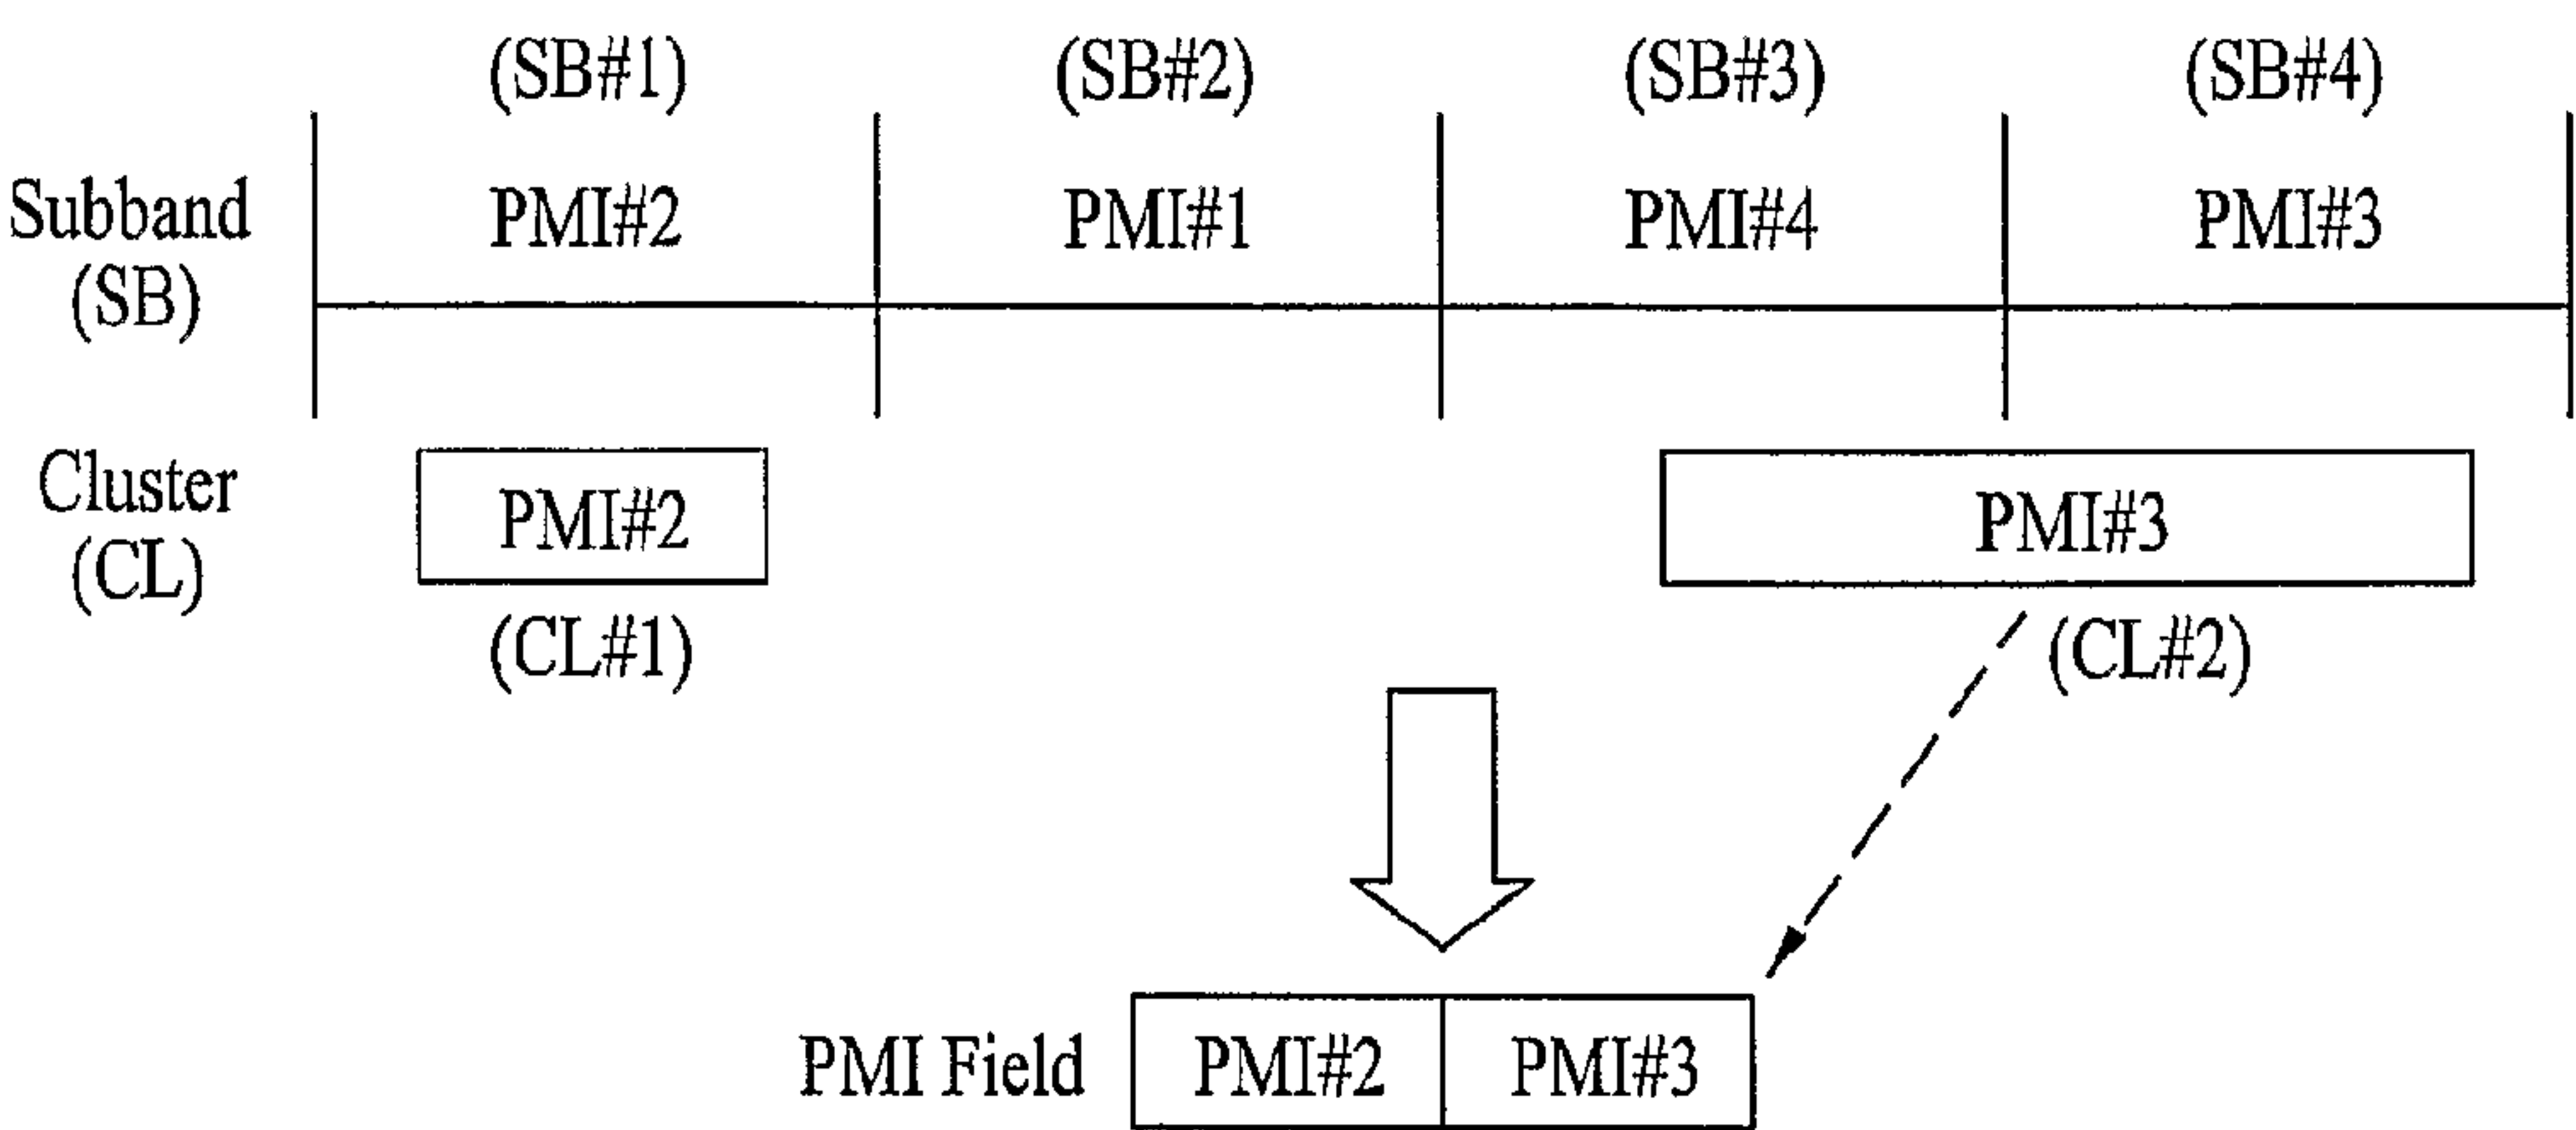 (SB#1) (SB#2) (SB#3) (SB#4)
Subband
(SB)
PMI#2 PMI#1 PMI#4 PMI#3
Cluster
(CL)
PMI#2 PMI#3
(CL#1) (CL#2)
PMI Field PMI#2 PMI#3